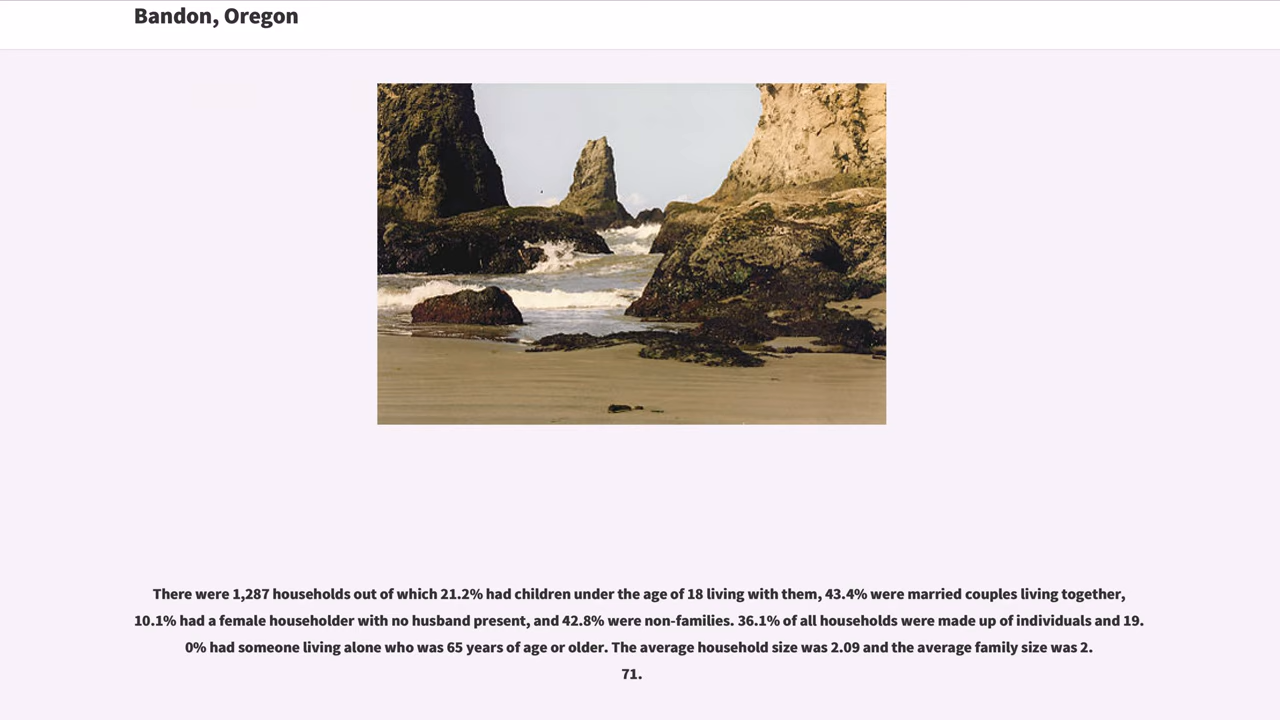 Bandon, Oregon
There were 1,287 households out of which 21.2% had children under the age of 18 living with them, 43.4% were married couples living together,
10.1% had a female householder with no husband present, and 42.8% were non-families. 36.1% of all households were made up of individuals and 19.
0% had someone living alone who was 65 years of age or older. The average household size was 2.09 and the average family size was 2.
71.